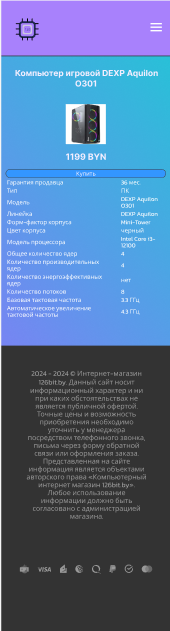 Компьютер игровой DEXP Aquilon
O301
1199 BYN
Купить
Гарантия продавца 36 мес.
Тип ПК
Модель DEXP Aquilon O301
Линейка DEXP Aquilon
Форм-фактор корпуса Mini-Tower
Цвет корпуса черный
Модель процессора Intel Core i3-12100
Общее количество ядер 4
Количество производительных ядер 4
Количество энергоэффективных ядер нет
Количество потоков 8
Базовая тактовая частота 3.3 ГГц
Автоматическое увеличение тактовой частоты 4.3 ГГц
2024 - 2024 © Интернет-магазин
126bit.by. Данный сайт носит
информационный характер и ни
при каких обстоятельствах не
является публичной офертой.
Точные цены и возможность
приобретения необходимо
уточнить у менеджера
посредством телефонного звонка,
письма через форму обратной
связи или оформления заказа.
Представленная на сайте
информация является объектами
авторского права «Компьютерный
интернет магазин 126bit.by».
Любое использование
информации должно быть
согласовано с администрацией
магазина.
VISA